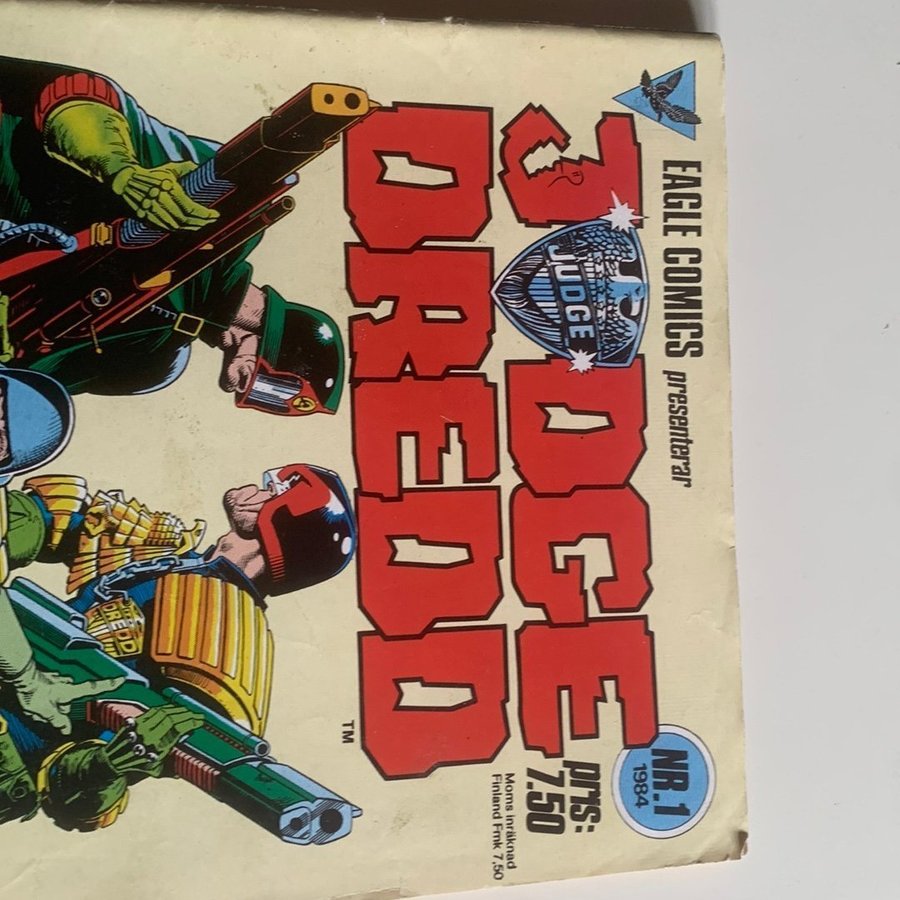 EAGLE COMICS presenterar
NR. 1
1984
JUDGE
JUDGE
DREDD
TM
pris:
7.50
Moms inräknad
Finland Fmk 7,50
DREDD